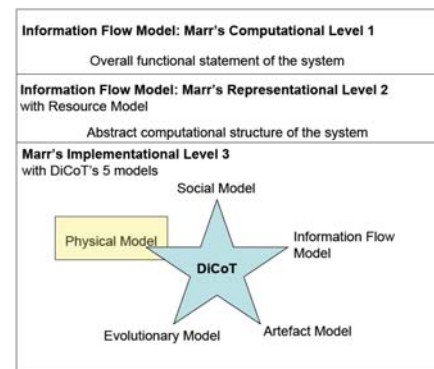 Information Flow Model: Marr's Computational Level 1
Overall functional statement of the system
Information Flow Model: Marr's Representational Level 2
with Resource Model
Abstract computational structure of the system
Marr's Implementational Level 3
with DiCoT's 5 models
Social Model
Physical Model
Information Flow
Model
DiCoT
Evolutionary Model
Artefact Model